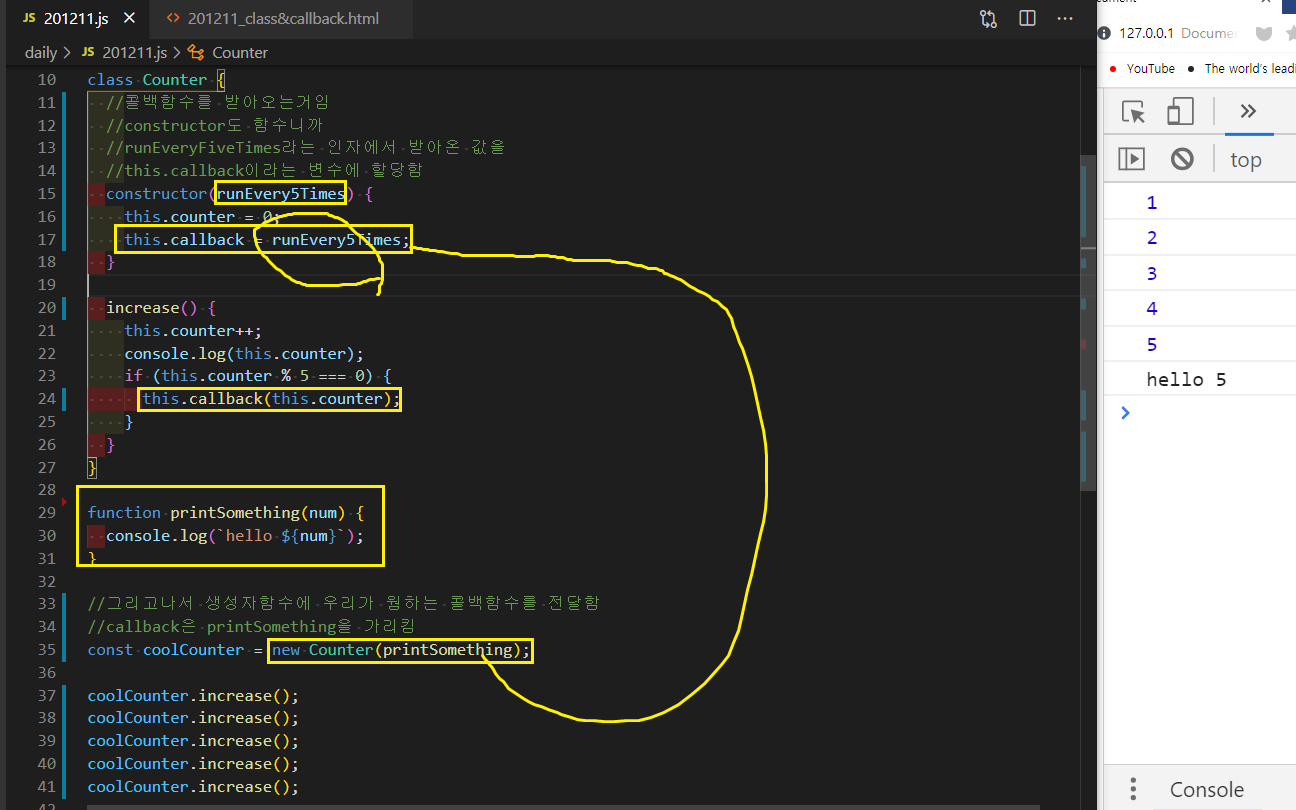 JS 201211.js × <> 201211_class&callback.html ···
daily > JS 201211.js > Counter
10 class Counter {
11 //콜백함수를 받아오는거임
12 //constructor도 함수니까
13 //runEveryFiveTimes라는 인자에서 받아온 값을
14 //this.callback이라는 변수에 할당함
15 constructor(runEvery5Times) {
16 this.counter = 0;
17 this.callback = runEvery5Times;
18 }
19
20 increase() {
21 this.counter++;
22 console.log(this.counter);
23 if (this.counter % 5 === 0) {
24 this.callback(this.counter);
25 }
26 }
27 }
28
29 function printSomething(num) {
30 console.log(`hello ${num}`);
31 }
32
33 //그리고나서 생성자함수에 우리가 원하는 콜백함수를 전달함
34 //callback은 printSomething을 가리킴
35 const coolCounter = new Counter(printSomething);
36
37 coolCounter.increase();
38 coolCounter.increase();
39 coolCounter.increase();
40 coolCounter.increase();
41 coolCounter.increase();
127.0.0.1 Docume
YouTube The world's leadi
top
1
2
3
4
5
hello 5
Console